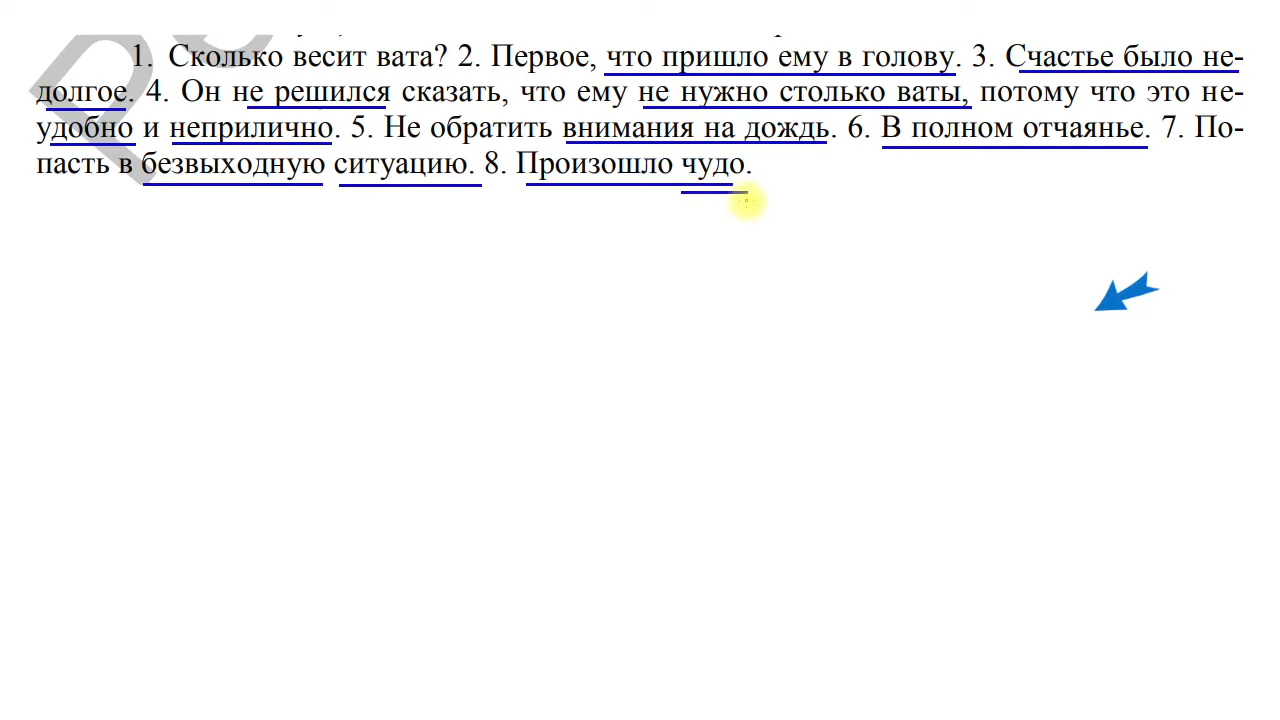 1. Сколько весит вата? 2. Первое, что пришло ему в голову. 3. Счастье было не-
долгое. 4. Он не решился сказать, что ему не нужно столько ваты, потому что это не-
удобно и неприлично. 5. Не обратить внимания на дождь. 6. В полном отчаянье. 7. По-
пасть в безвыходную ситуацию. 8. Произошло чудо.